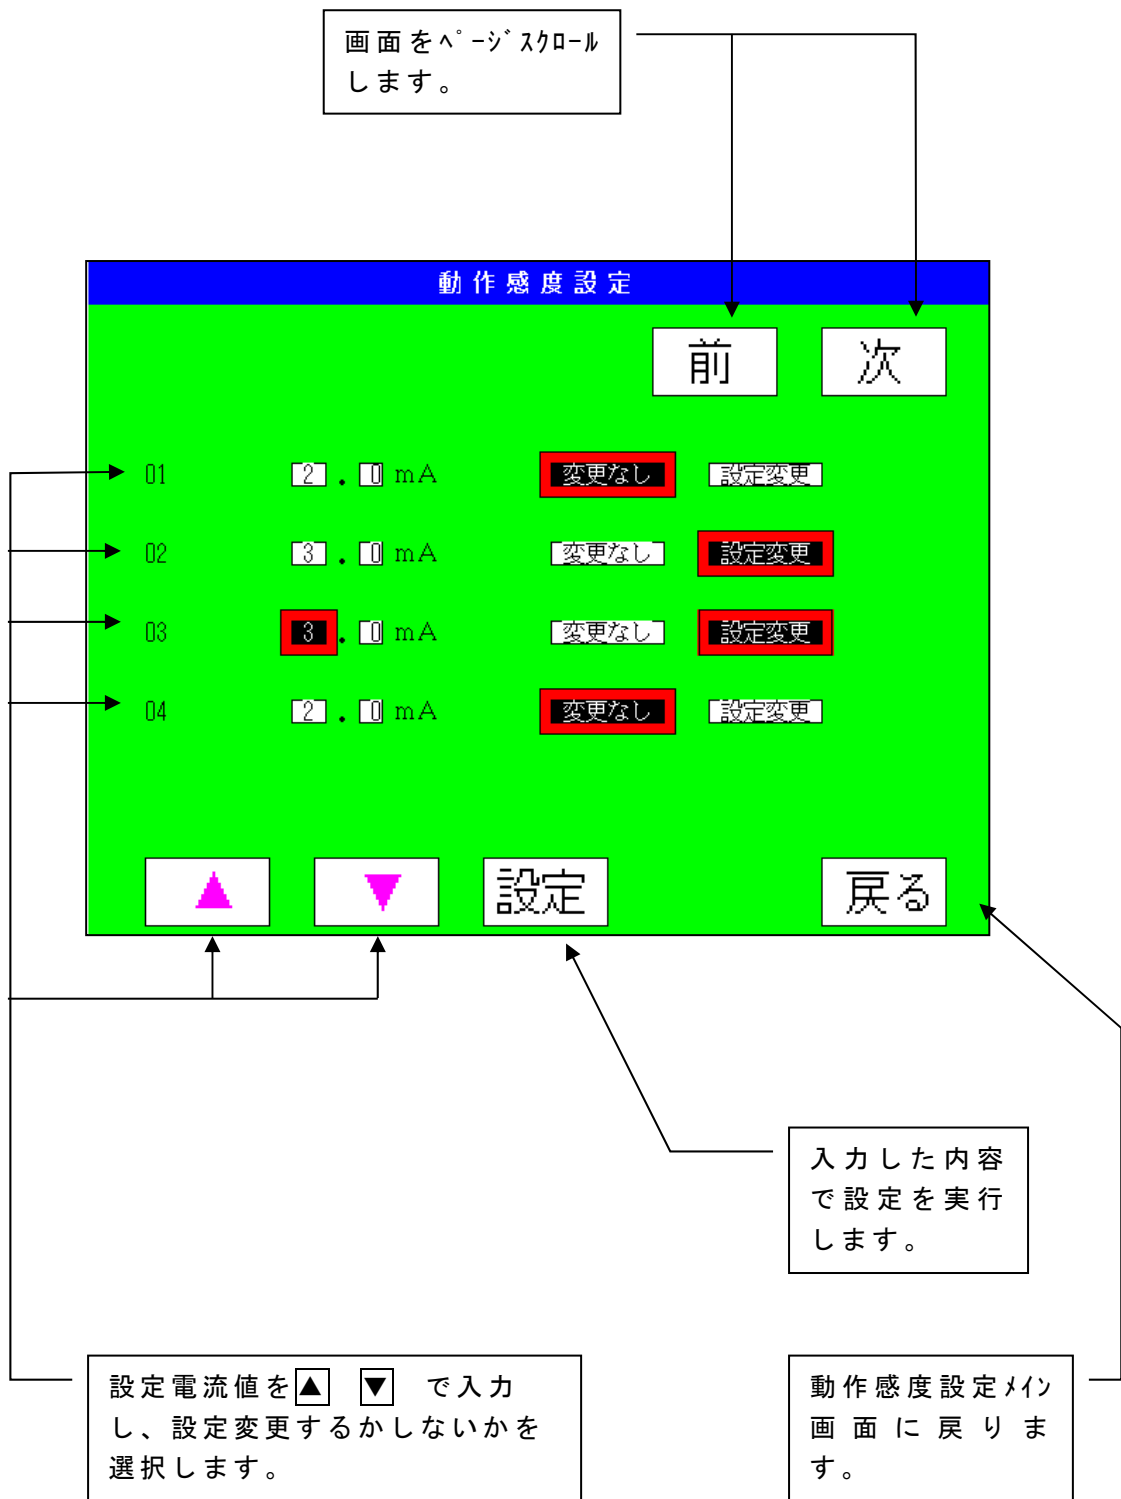 画面をﾍﾟｰｼﾞｽｸﾛｰﾙ
します。
動作感度設定
前 次
01 2.0 mA 変更なし 設定変更
02 3.0 mA 変更なし 設定変更
03 3.0 mA 変更なし 設定変更
04 2.0 mA 変更なし 設定変更
▲ ▼ 設定 戻る
入力した内容
で設定を実行
します。
設定電流値を▲ ▼ で入力
し、設定変更するかしないかを
選択します。
動作感度設定ﾒｲﾝ
画面に戻りま
す。